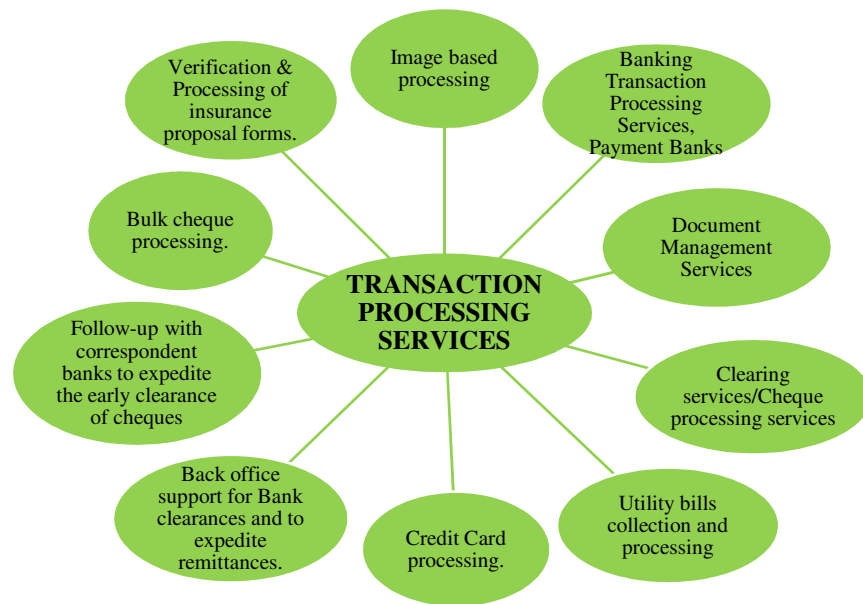 Image based
processing
Banking
Transaction
Processing
Services,
Payment Banks
Document
Management
Services
Clearing
services/Cheque
processing services
Utility bills
collection and
processing
Credit Card
processing.
Back office
support for Bank
clearances and to
expedite
remittances.
Follow-up with
correspondent
banks to expedite
the early clearance
of cheques
Bulk cheque
processing.
Verification &
Processing of
insurance
proposal forms.
TRANSACTION
PROCESSING
SERVICES